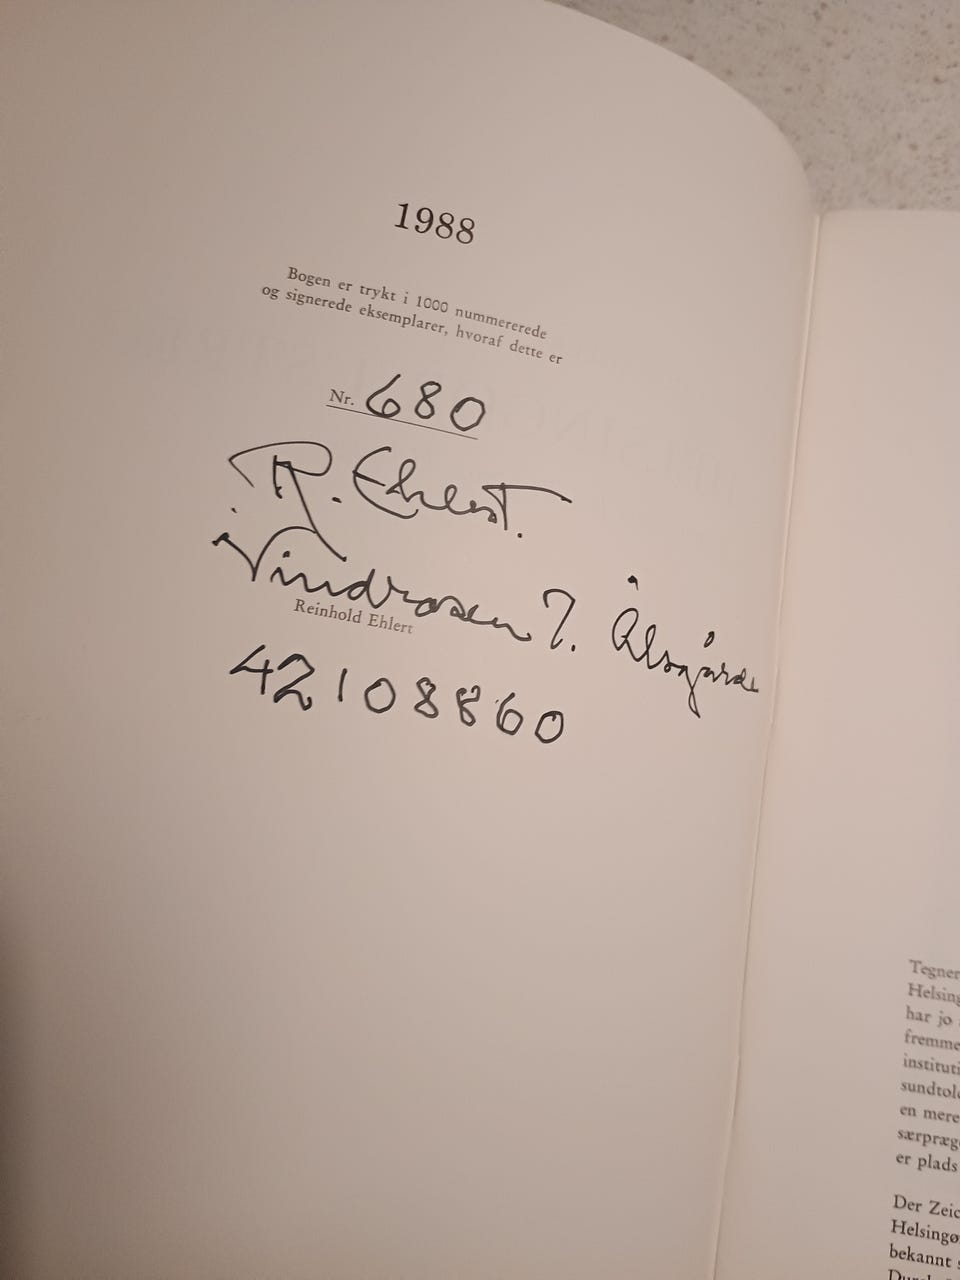 1988
Bogen er trykt i 1000 nummererede
og signerede eksemplarer, hvoraf dette er
Nr. 680
R. Ehlert.
Vindrosen 7. Ålsgårde
Reinhold Ehlert
42108860
Tegner
Helsing
har jo
fremme
instituti
sundtol
en mere
særpræg
er plads
Der Zeic
Helsingø
bekannt s